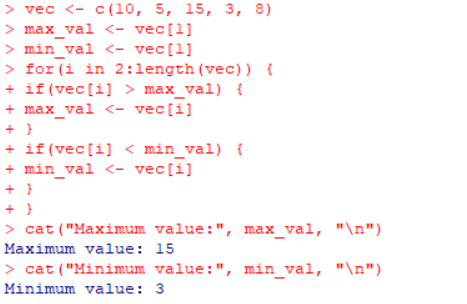 > vec <- c(10, 5, 15, 3, 8)
> max_val <- vec[1]
> min_val <- vec[1]
> for(i in 2:length(vec)) {
+ if(vec[i] > max_val) {
+ max_val <- vec[i]
+ }
+ if(vec[i] < min_val) {
+ min_val <- vec[i]
+ }
+ }
> cat("Maximum value:", max_val, "\n")
Maximum value: 15
> cat("Minimum value:", min_val, "\n")
Minimum value: 3